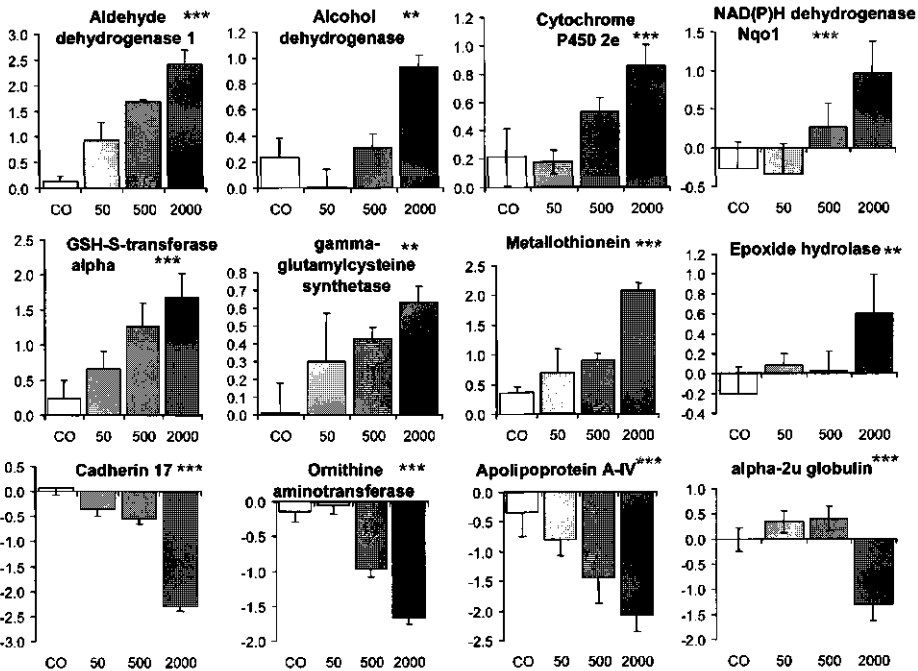 Aldehyde ***
dehydrogenase 1
3.0
2.5
2.0
1.5
1.0
0.5
0.0
CO 50 500 2000
Alcohol **
dehydrogenase
1.2
1.0
0.8
0.6
0.4
0.2
0.0
CO 50 500 2000
Cytochrome
P450 2e ***
1.0
0.8
0.6
0.4
0.2
0.0
CO 50 500 2000
NAD(P)H dehydrogenase
Nqo1 ***
1.5
1.0
0.5
0.0
-0.5
CO 50 500 2000
GSH-S-transferase
alpha ***
2.5
2.0
1.5
1.0
0.5
0.0
CO 50 500 2000
gamma- **
glutamylcysteine
synthetase
0.8
0.7
0.6
0.5
0.4
0.3
0.2
0.1
0.0
CO 50 500 2000
Metallothionein ***
2.5
2.0
1.5
1.0
0.5
0.0
CO 50 500 2000
Epoxide hydrolase **
1.2
1.0
0.8
0.6
0.4
0.2
0.0
-0.2
-0.4
CO 50 500 2000
Cadherin 17 ***
0.5
0.0
-0.5
-1.0
-1.5
-2.0
-2.5
-3.0
CO 50 500 2000
Ornithine ***
aminotransferase
0.5
0.0
-0.5
-1.0
-1.5
-2.0
CO 50 500 2000
Apolipoprotein A-IV ***
0.0
-0.5
-1.0
-1.5
-2.0
-2.5
CO 50 500 2000
alpha-2u globulin ***
1.5
1.0
0.5
0.0
-0.5
-1.0
-1.5
-2.0
CO 50 500 2000